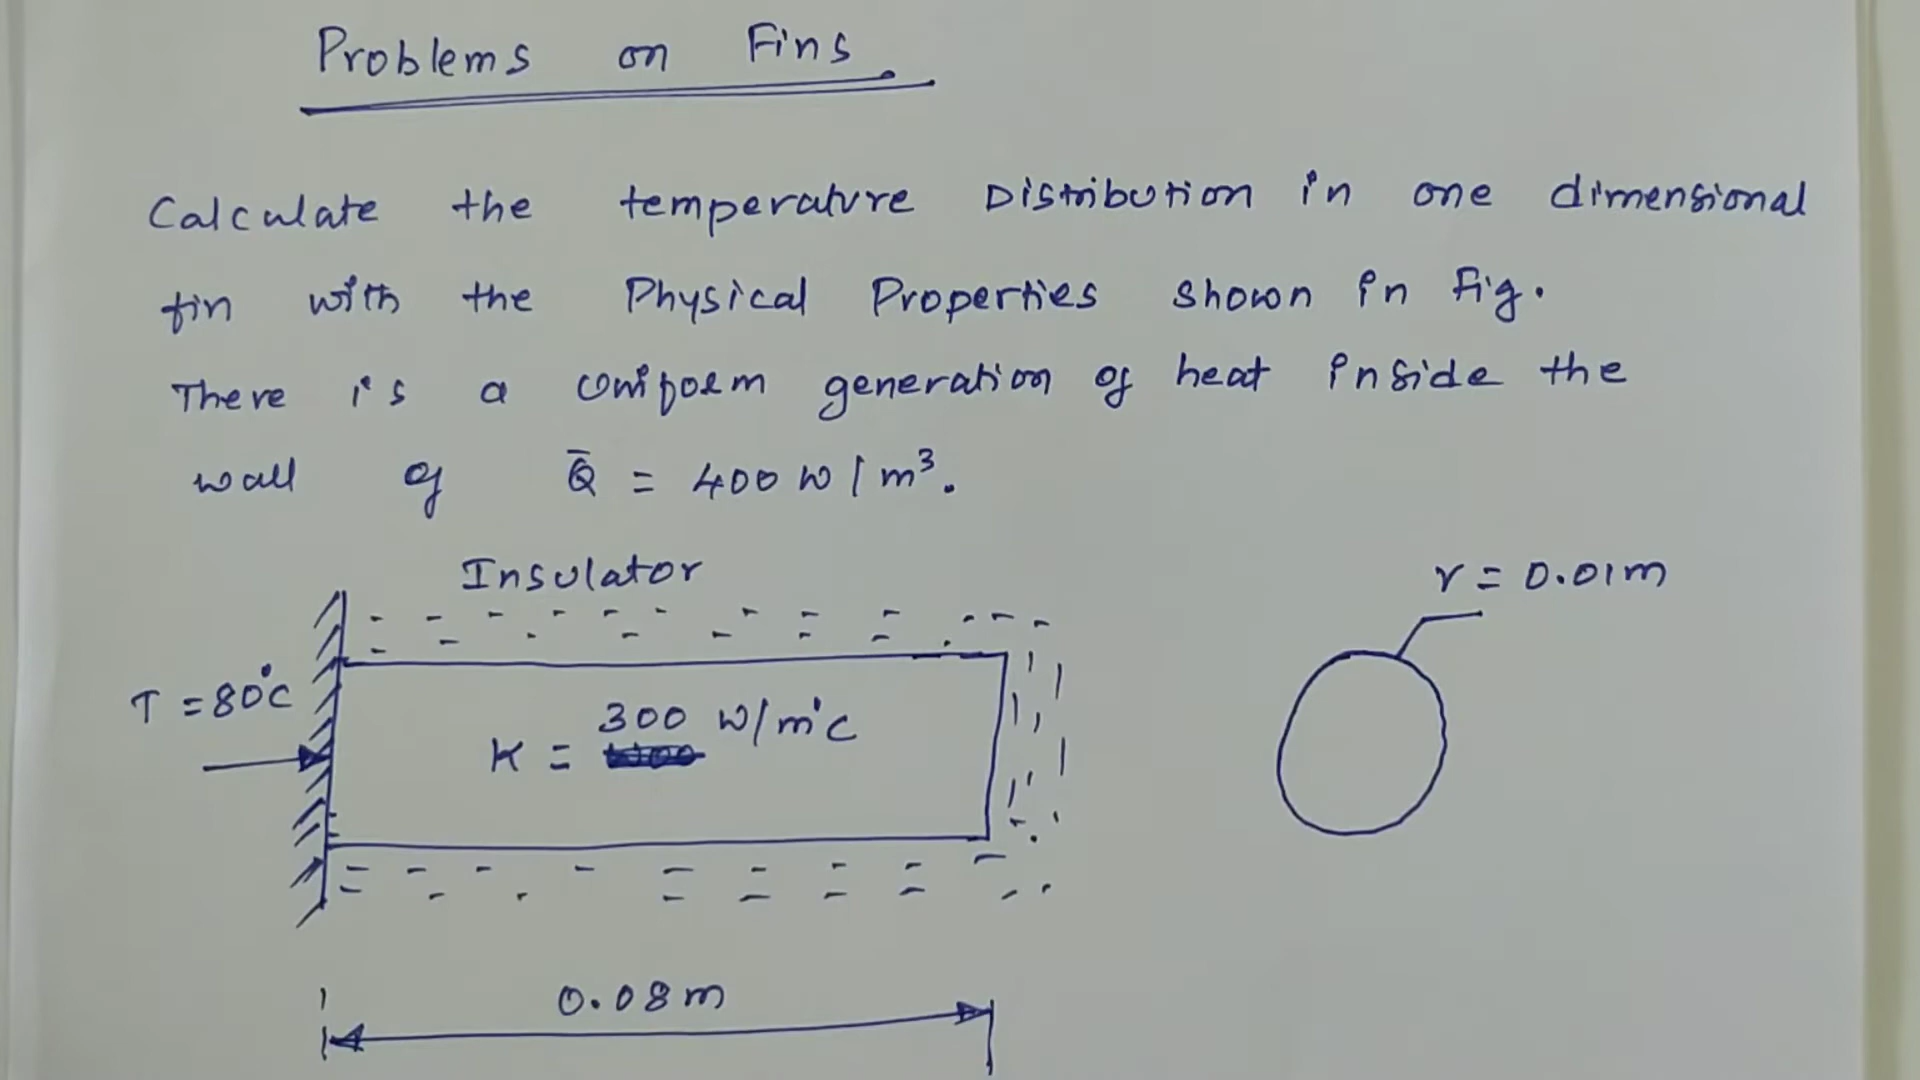 Problems on Fins
Calculate the temperature Distribution in one dimensional
fin with the Physical Properties shown in Fig.
There is a uniform generation of heat inside the
wall of Q̄ = 400 W/m³.
Insulator
r = 0.01m
T = 80°C
300 W/m°C
K =
0.08m